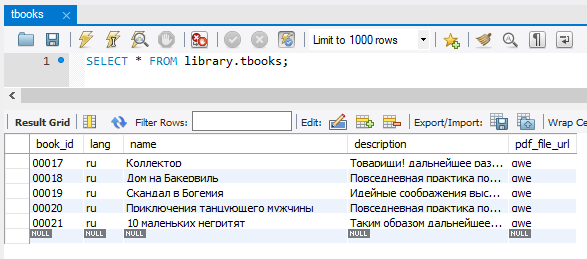 tbooks
Limit to 1000 rows
1 SELECT * FROM library.tbooks;
Result Grid Filter Rows: Edit: Export/Import: Wrap Ce
book_id lang name description pdf_file_url
00017 ru Коллектор Товарищи! дальнейшее раз... qwe
00018 ru Дом на Бакервиль Повседневная практика по... qwe
00019 ru Скандал в Богемия Идейные соображения выс... qwe
00020 ru Приключения танцующего мужчины Повседневная практика по... qwe
00021 ru 10 маленьких негритят Таким образом дальнейшее... qwe
NULL NULL NULL NULL NULL